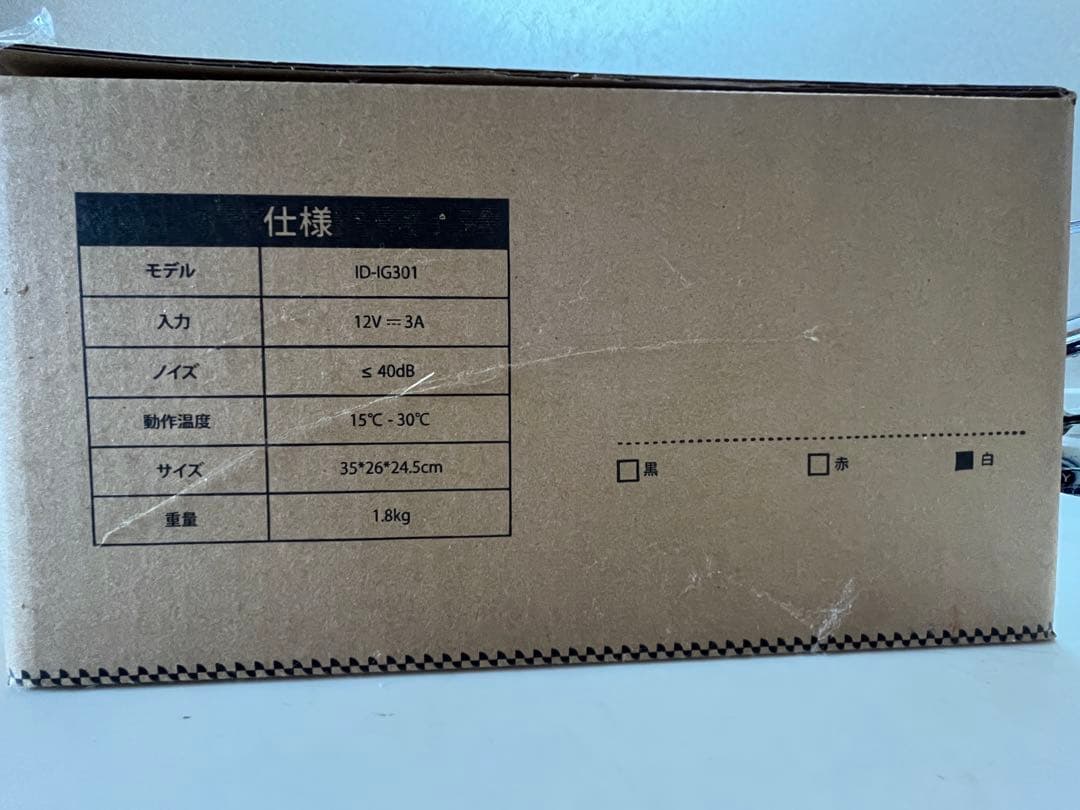 仕様
モデル ID-IG301
入力 12V ⎓ 3A
ノイズ ≤ 40dB
動作温度 15℃ - 30℃
サイズ 35*26*24.5cm
重量 1.8kg
□黒 □赤 ■白